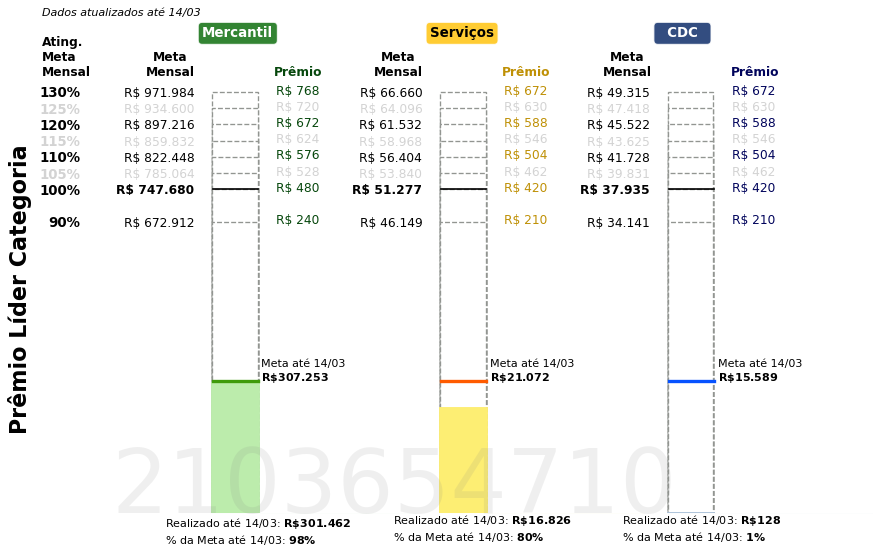 Dados atualizados até 14/03
Mercantil Serviços CDC
Ating.
Meta Meta Meta Meta
Mensal Mensal Prêmio Mensal Prêmio Mensal Prêmio
130% R$ 971.984 R$ 768 R$ 66.660 R$ 672 R$ 49.315 R$ 672
125% R$ 934.600 R$ 720 R$ 64.096 R$ 630 R$ 47.418 R$ 630
120% R$ 897.216 R$ 672 R$ 61.532 R$ 588 R$ 45.522 R$ 588
115% R$ 859.832 R$ 624 R$ 58.968 R$ 546 R$ 43.625 R$ 546
110% R$ 822.448 R$ 576 R$ 56.404 R$ 504 R$ 41.728 R$ 504
105% R$ 785.064 R$ 528 R$ 53.840 R$ 462 R$ 39.831 R$ 462
100% R$ 747.680 R$ 480 R$ 51.277 R$ 420 R$ 37.935 R$ 420
90% R$ 672.912 R$ 240 R$ 46.149 R$ 210 R$ 34.141 R$ 210
Prêmio Líder Categoria
Meta até 14/03 Meta até 14/03 Meta até 14/03
R$307.253 R$21.072 R$15.589
2103654710
Realizado até 14/03: R$301.462 Realizado até 14/03: R$16.826 Realizado até 14/03: R$128
% da Meta até 14/03: 98% % da Meta até 14/03: 80% % da Meta até 14/03: 1%